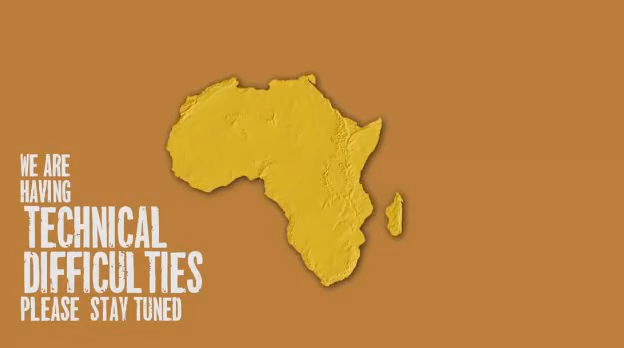 WE ARE
HAVING
TECHNICAL
DIFFICULTIES
PLEASE STAY TUNED